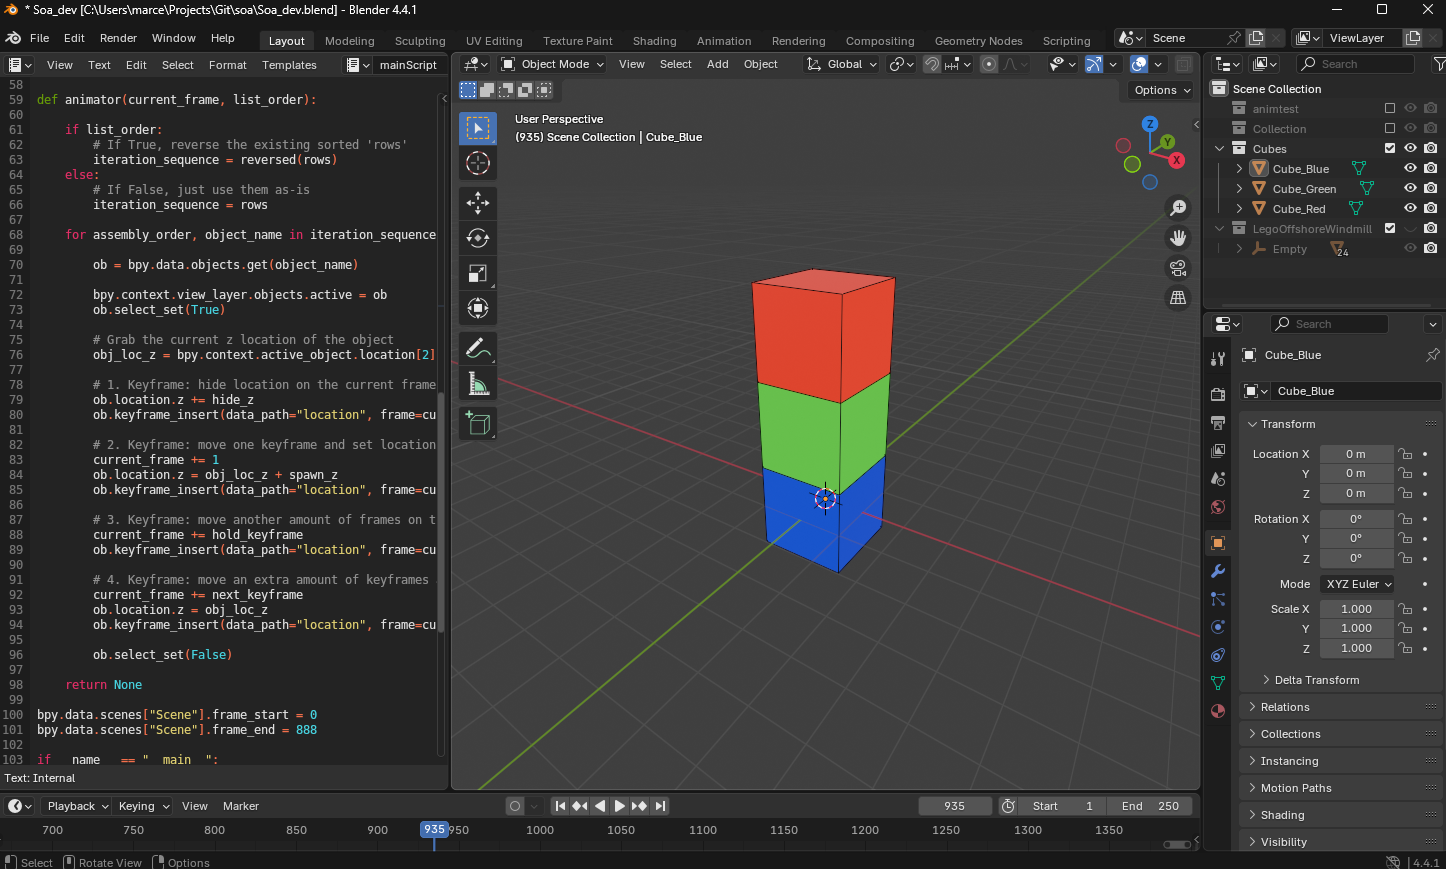 * Soa_dev [C:\Users\marce\Projects\Git\soa\Soa_dev.blend] - Blender 4.4.1
File Edit Render Window Help Layout Modeling Sculpting UV Editing Texture Paint Shading Animation Rendering Compositing Geometry Nodes Scripting Scene ViewLayer
View Text Edit Select Format Templates mainScript
58
59 def animator(current_frame, list_order):
60
61 if list_order:
62 # If True, reverse the existing sorted 'rows'
63 iteration_sequence = reversed(rows)
64 else:
65 # If False, just use them as-is
66 iteration_sequence = rows
67
68 for assembly_order, object_name in iteration_sequence
69
70 ob = bpy.data.objects.get(object_name)
71
72 bpy.context.view_layer.objects.active = ob
73 ob.select_set(True)
74
75 # Grab the current z location of the object
76 obj_loc_z = bpy.context.active_object.location[2]
77
78 # 1. Keyframe: hide location on the current frame
79 ob.location.z += hide_z
80 ob.keyframe_insert(data_path="location", frame=cu
81
82 # 2. Keyframe: move one keyframe and set location
83 current_frame += 1
84 ob.location.z = obj_loc_z + spawn_z
85 ob.keyframe_insert(data_path="location", frame=cu
86
87 # 3. Keyframe: move another amount of frames on t
88 current_frame += hold_keyframe
89 ob.keyframe_insert(data_path="location", frame=cu
90
91 # 4. Keyframe: move an extra amount of keyframes
92 current_frame += next_keyframe
93 ob.location.z = obj_loc_z
94 ob.keyframe_insert(data_path="location", frame=cu
95
96 ob.select_set(False)
97
98 return None
99
100 bpy.data.scenes["Scene"].frame_start = 0
101 bpy.data.scenes["Scene"].frame_end = 888
102
103 if __name__ == "__main__":
Text: Internal
Object Mode View Select Add Object Global
Options
User Perspective
(935) Scene Collection | Cube_Blue
Z
Y
X
Search
Scene Collection
animtest
Collection
Cubes
Cube_Blue
Cube_Green
Cube_Red
LegoOffshoreWindmill
Empty 24
Search
Cube_Blue
Cube_Blue
Transform
Location X 0 m
Y 0 m
Z 0 m
Rotation X 0°
Y 0°
Z 0°
Mode XYZ Euler
Scale X 1.000
Y 1.000
Z 1.000
Delta Transform
Relations
Collections
Instancing
Motion Paths
Shading
Visibility
Playback Keying View Marker 935 Start 1 End 250
700 750 800 850 900 935 950 1000 1050 1100 1150 1200 1250 1300 1350
Select Rotate View Options 4.4.1